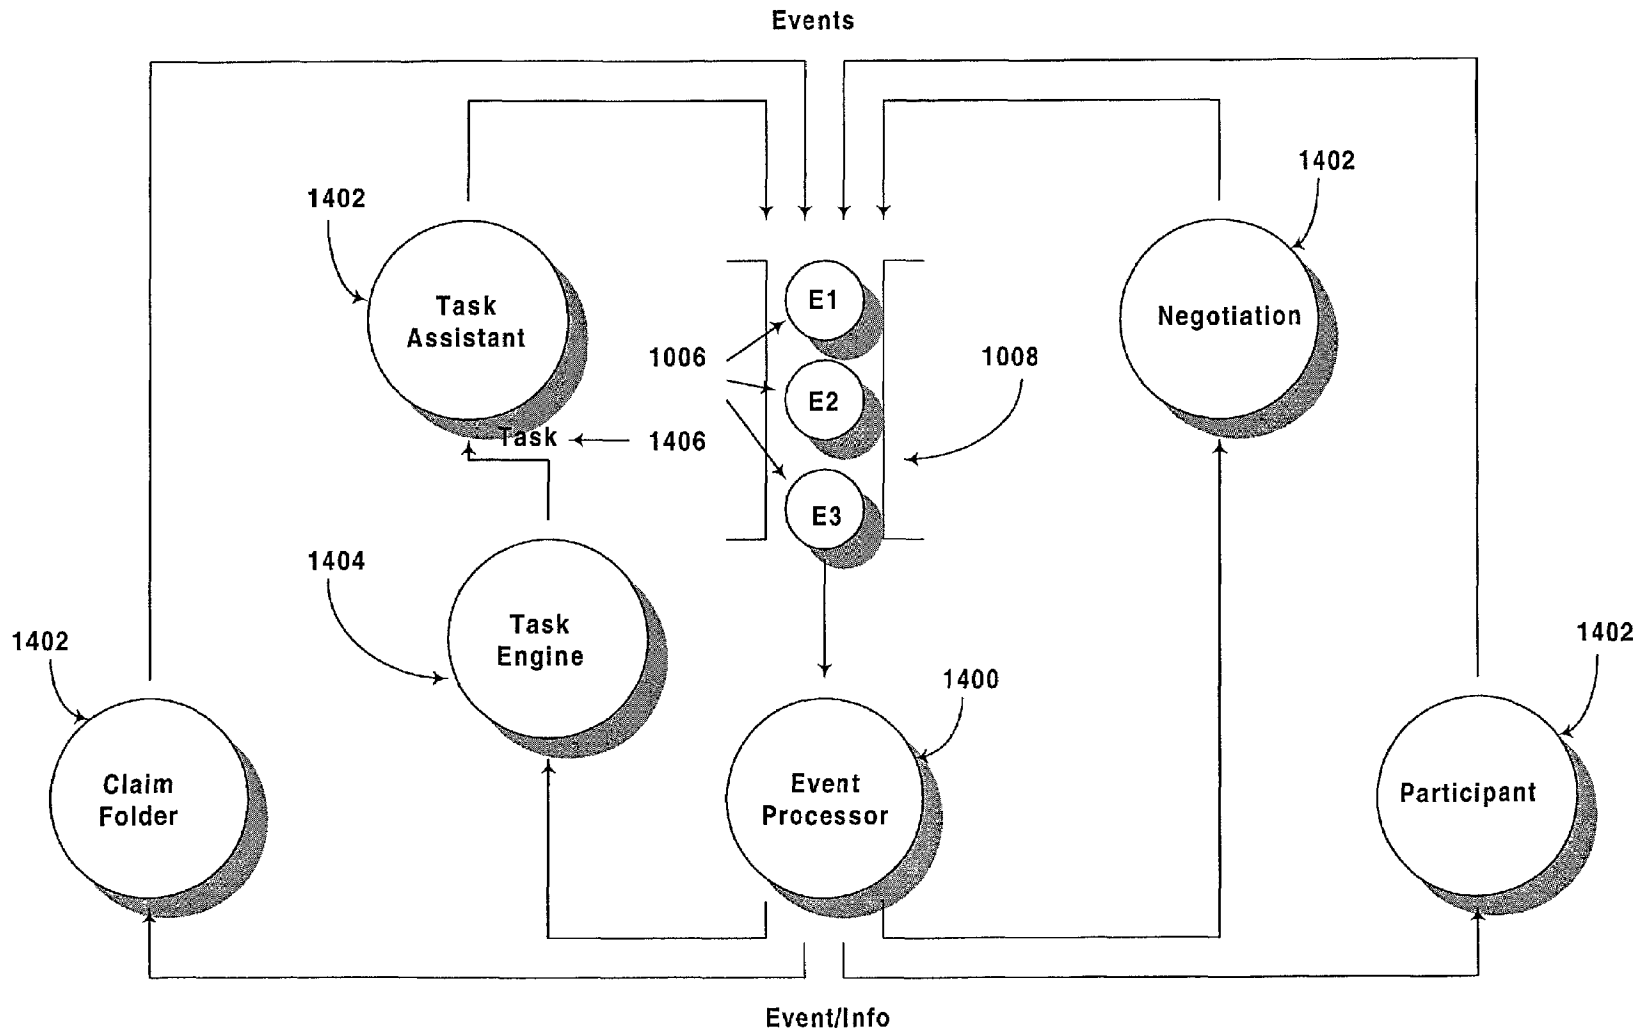 Events
1402
1402
Task
Assistant
E1
Negotiation
1006
1008
E2
Task
1406
E3
1404
Task
Engine
1402
1402
1400
Claim
Folder
Event
Processor
Participant
Event/Info